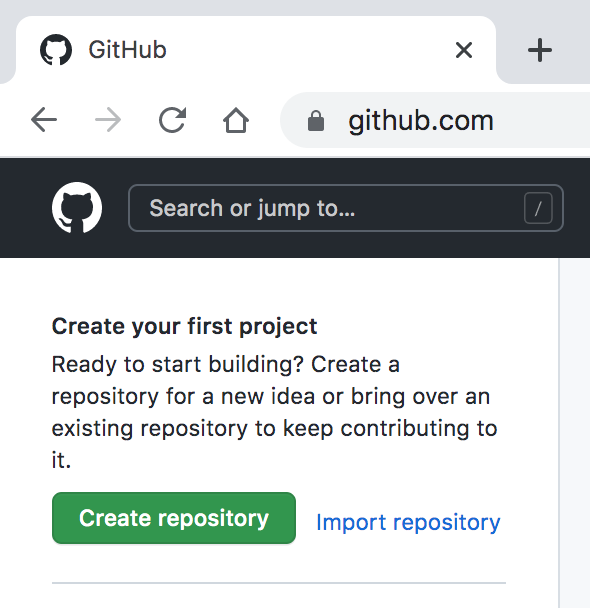 GitHub
github.com
Search or jump to...
/
Create your first project
Ready to start building? Create a
repository for a new idea or bring over an
existing repository to keep contributing to
it.
Create repository
Import repository